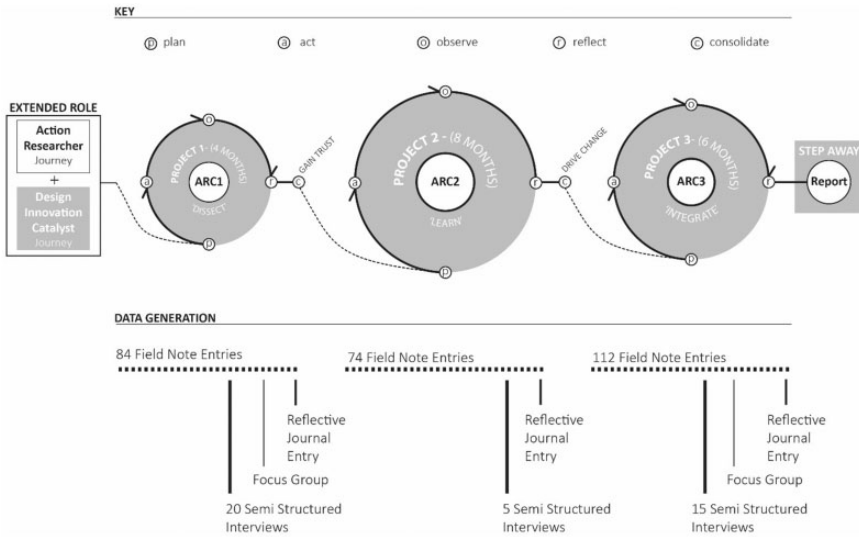 KEY
p plan
a act
o observe
r reflect
c consolidate
EXTENDED ROLE
Action
Researcher
Journey
+
Design
Innovation
Catalyst
Journey
PROJECT 1- (4 MONTHS)
ARC1
'DISSECT'
o
a
r
p
c
GAIN TRUST
PROJECT 2 - (8 MONTHS)
ARC2
'LEARN'
o
a
r
p
c
DRIVE CHANGE
PROJECT 3- (6 MONTHS)
ARC3
'INTEGRATE'
o
a
r
p
STEP AWAY
Report
DATA GENERATION
84 Field Note Entries
Reflective
Journal
Entry
Focus Group
20 Semi Structured
Interviews
74 Field Note Entries
Reflective
Journal
Entry
5 Semi Structured
Interviews
112 Field Note Entries
Reflective
Journal
Entry
Focus Group
15 Semi Structured
Interviews